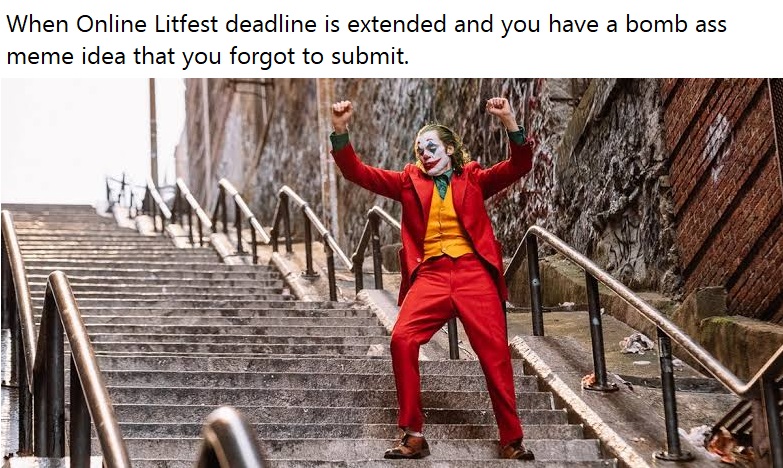 When Online Litfest deadline is extended and you have a bomb ass
meme idea that you forgot to submit.